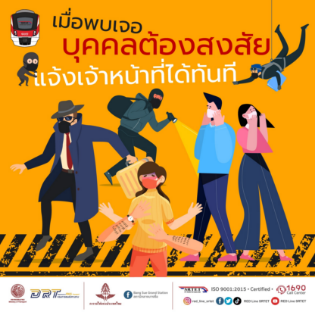 เมื่อพบเจอ
บุคคลต้องสงสัย
แจ้งเจ้าหน้าที่ได้ทันที
ISO 9001:2015 • Certified •
1690
Call Center